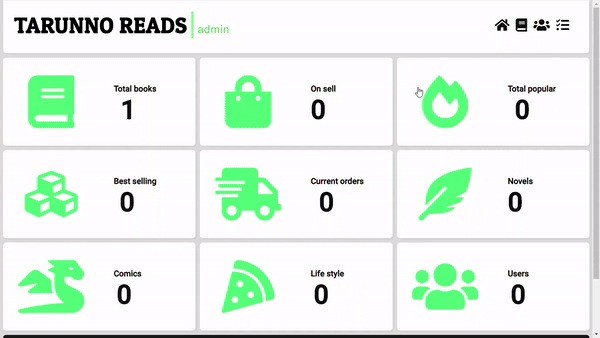 TARUNNO READS admin
Total books
1
On sell
0
Total popular
0
Best selling
0
Current orders
0
Novels
0
Comics
0
Life style
0
Users
0